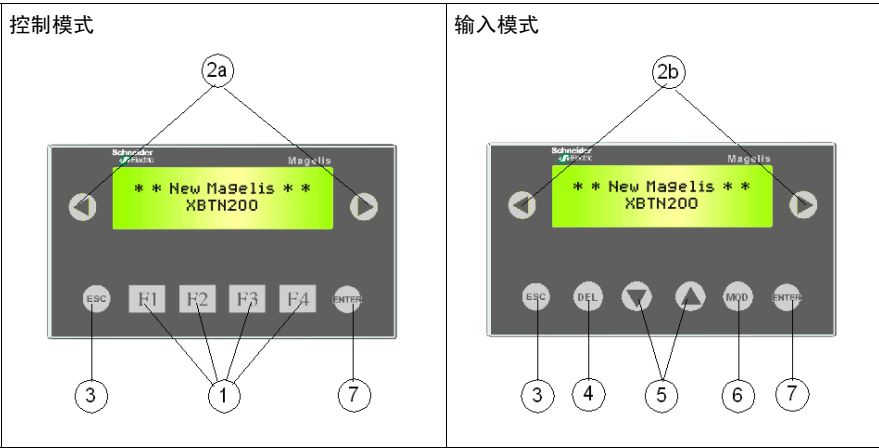 控制模式
2a
Schneider
Electric
Magelis
* * New Magelis * *
XBTN200
ESC F1 F2 F3 F4 ENTER
3 1 7
输入模式
2b
Schneider
Electric
Magelis
* * New Magelis * *
XBTN200
ESC DEL MOD ENTER
3 4 5 6 7